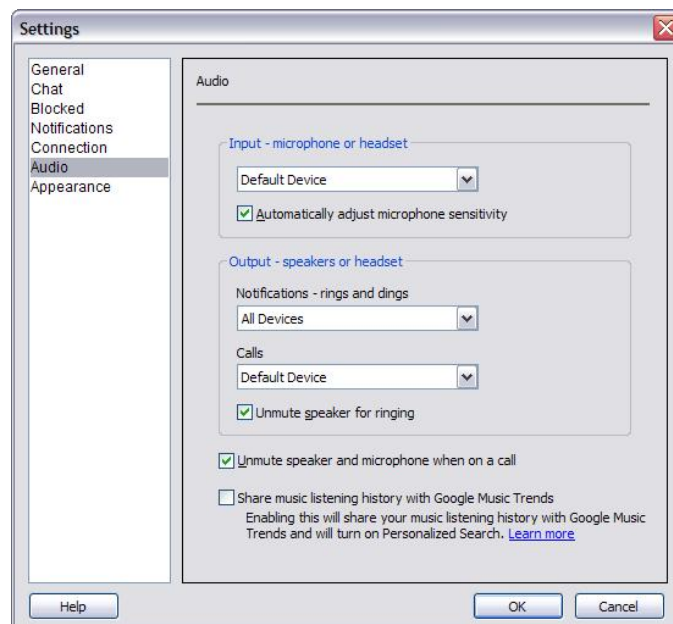 Settings
General
Chat
Blocked
Notifications
Connection
Audio
Appearance
Audio
Input - microphone or headset
Default Device
Automatically adjust microphone sensitivity
Output - speakers or headset
Notifications - rings and dings
All Devices
Calls
Default Device
Unmute speaker for ringing
Unmute speaker and microphone when on a call
Share music listening history with Google Music Trends
Enabling this will share your music listening history with Google Music
Trends and will turn on Personalized Search. Learn more
Help
OK
Cancel